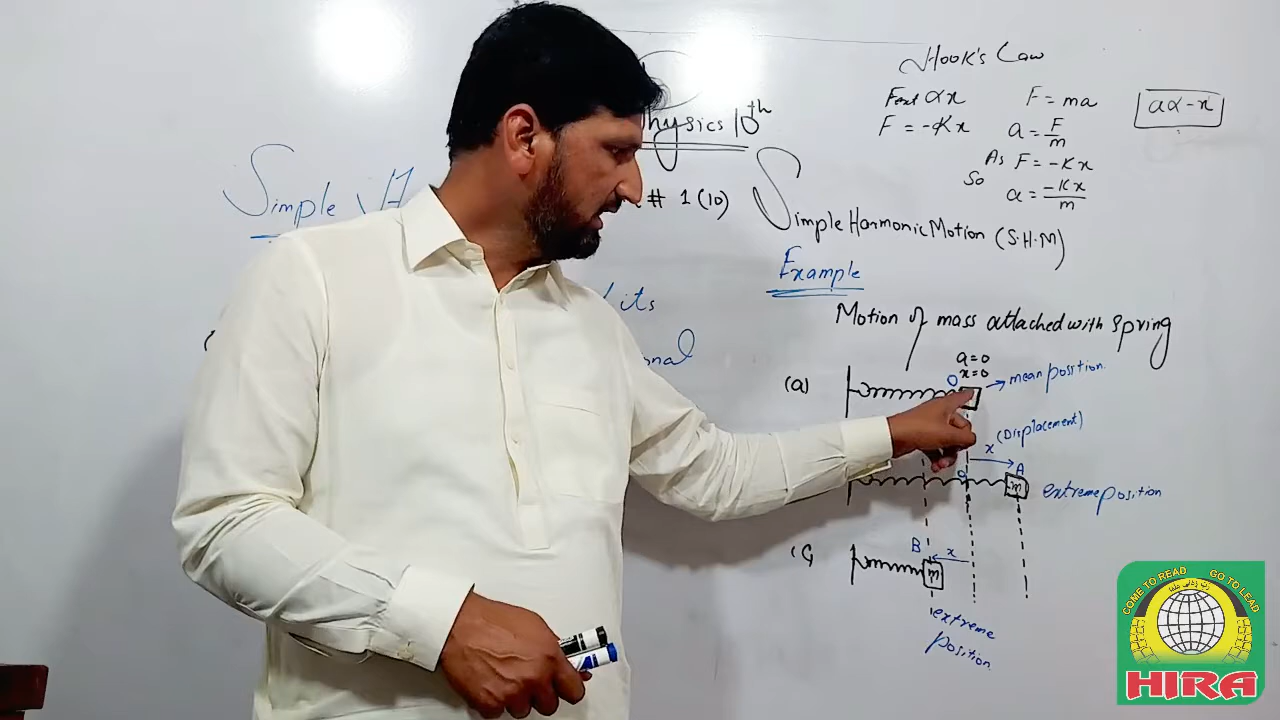 Physics 10th
# 1 (10)
Simple
its
Hook's Law
Fext α x
F = -Kx
F = ma
a = F/m
As F = -Kx
So a = -Kx/m
a α -x
Simple Harmonic Motion (S.H.M)
Example
Motion of mass attached with spring
(a)
a = 0
x = 0
O
mean position.
x (Displacement)
O
A
m
extreme position
B
x
m
extreme
position
COME TO READ GO TO LEAD
HIRA